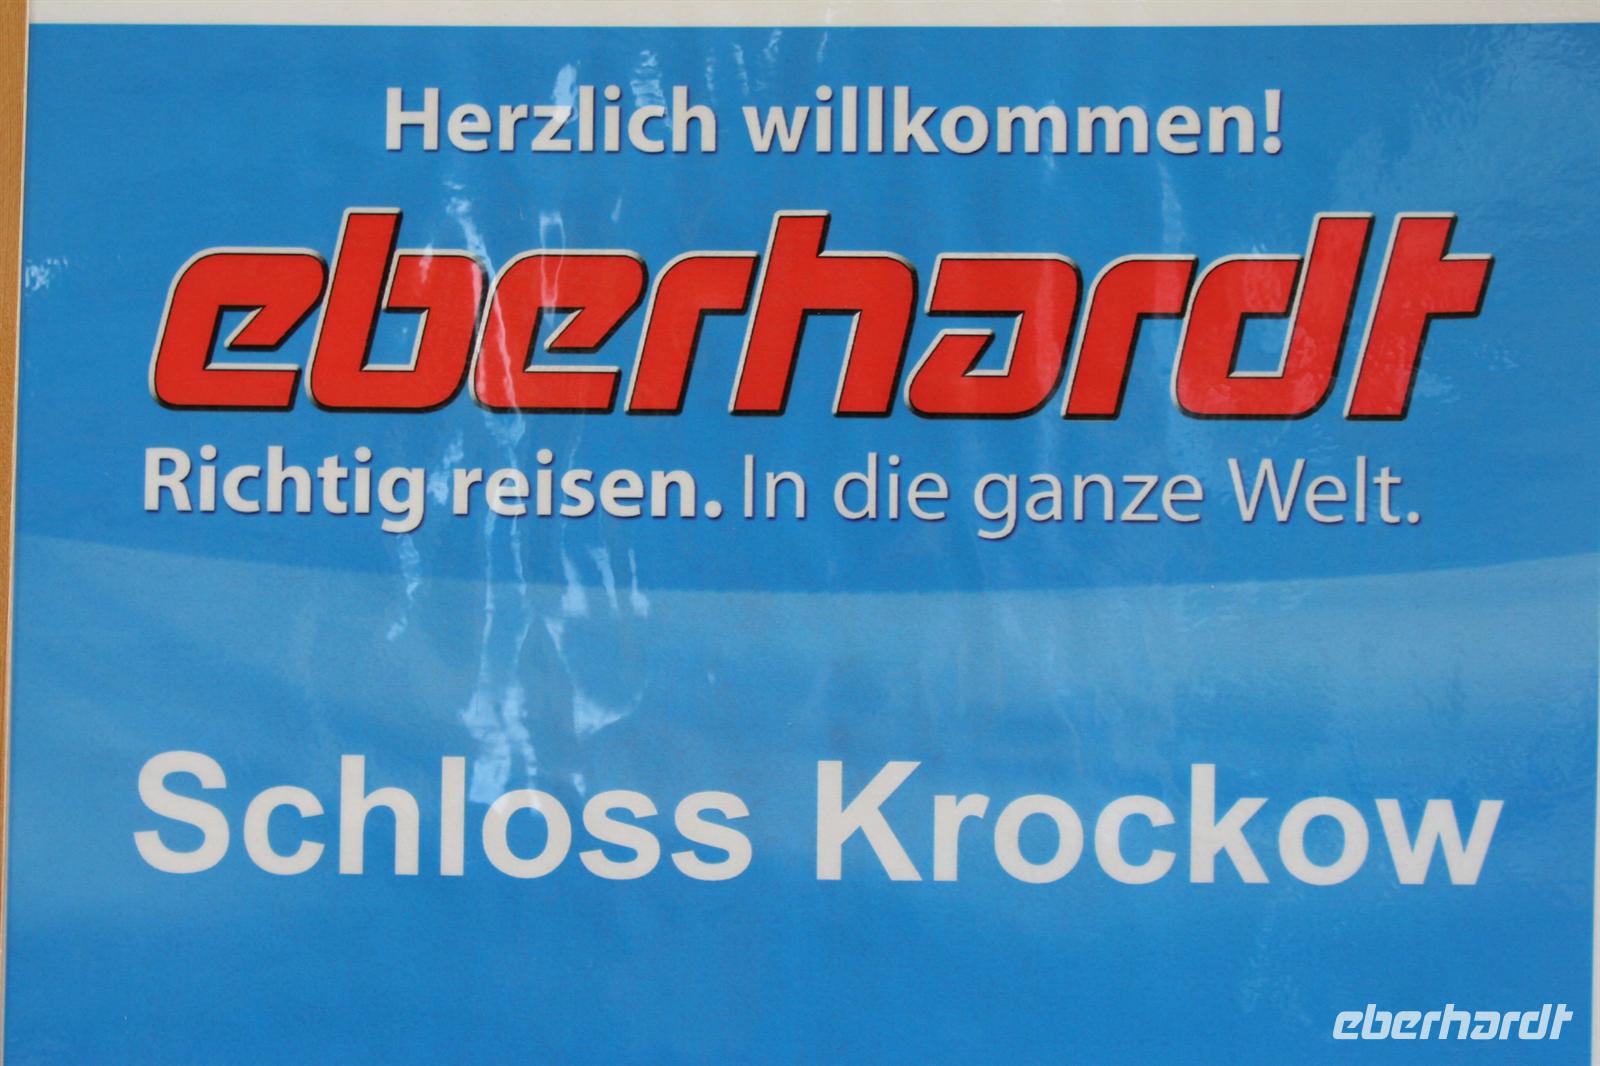 Herzlich willkommen!
eberhardt
Richtig reisen. In die ganze Welt.
Schloss Krockow
eberhardt